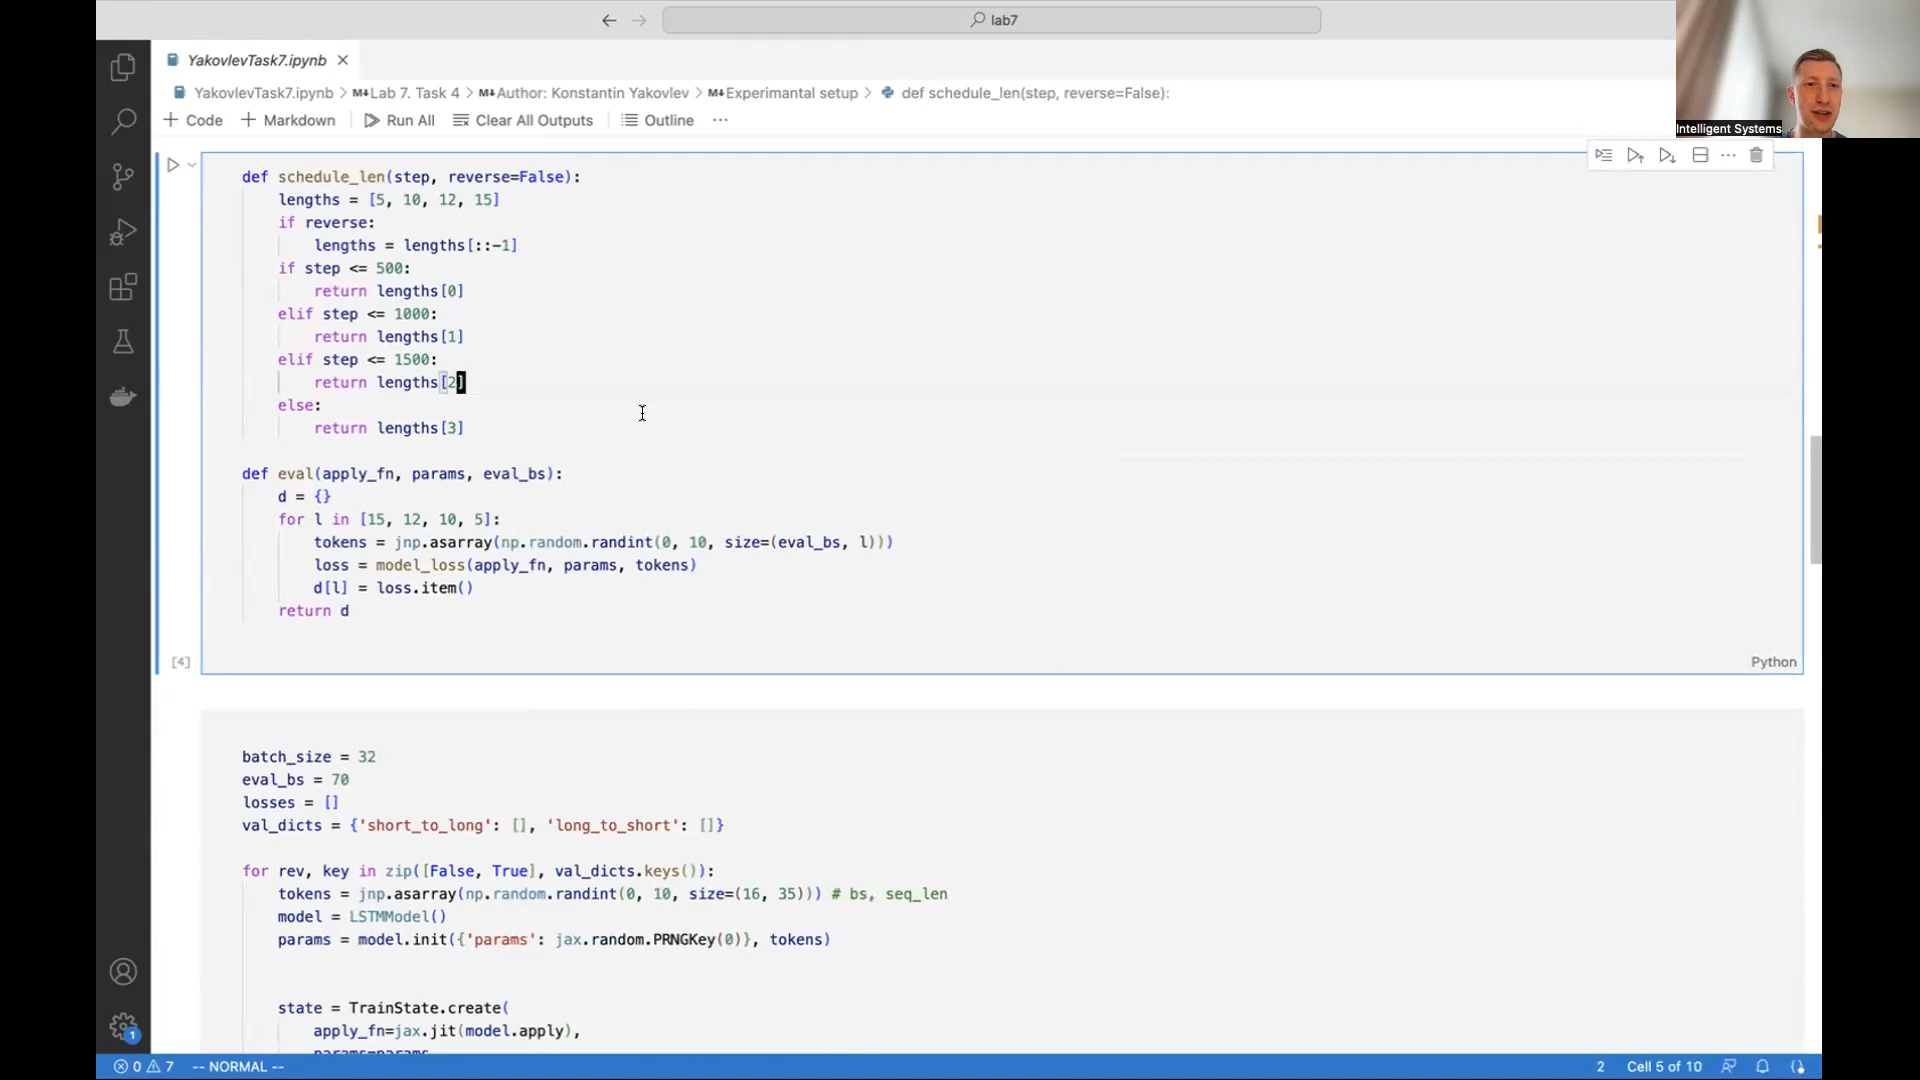 lab7
YakovlevTask7.ipynb
YakovlevTask7.ipynb > M↓Lab 7. Task 4 > M↓Author: Konstantin Yakovlev > M↓Experimantal setup > def schedule_len(step, reverse=False):
+ Code + Markdown Run All Clear All Outputs Outline ...
Intelligent Systems
def schedule_len(step, reverse=False):
lengths = [5, 10, 12, 15]
if reverse:
lengths = lengths[::-1]
if step <= 500:
return lengths[0]
elif step <= 1000:
return lengths[1]
elif step <= 1500:
return lengths[2]
else:
return lengths[3]
def eval(apply_fn, params, eval_bs):
d = {}
for l in [15, 12, 10, 5]:
tokens = jnp.asarray(np.random.randint(0, 10, size=(eval_bs, l)))
loss = model_loss(apply_fn, params, tokens)
d[l] = loss.item()
return d
[4]
Python
batch_size = 32
eval_bs = 70
losses = []
val_dicts = {'short_to_long': [], 'long_to_short': []}
for rev, key in zip([False, True], val_dicts.keys()):
tokens = jnp.asarray(np.random.randint(0, 10, size=(16, 35))) # bs, seq_len
model = LSTMModel()
params = model.init({'params': jax.random.PRNGKey(0)}, tokens)
state = TrainState.create(
apply_fn=jax.jit(model.apply),
params=params
1
0 7 -- NORMAL --
2 Cell 5 of 10